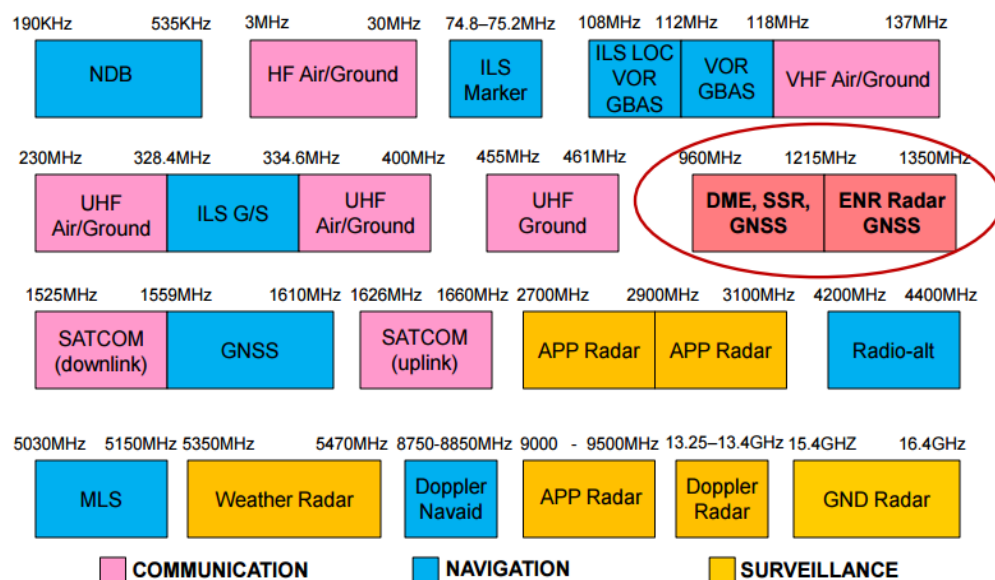 190KHz 535KHz 3MHz 30MHz 74.8–75.2MHz 108MHz 112MHz 118MHz 137MHz
NDB
HF Air/Ground
ILS
Marker
ILS LOC
VOR
GBAS
VOR
GBAS
VHF Air/Ground
230MHz 328.4MHz 334.6MHz 400MHz 455MHz 461MHz 960MHz 1215MHz 1350MHz
UHF
Air/Ground
ILS G/S
UHF
Air/Ground
UHF
Ground
DME, SSR,
GNSS
ENR Radar
GNSS
1525MHz 1559MHz 1610MHz 1626MHz 1660MHz 2700MHz 2900MHz 3100MHz 4200MHz 4400MHz
SATCOM
(downlink)
GNSS
SATCOM
(uplink)
APP Radar
APP Radar
Radio-alt
5030MHz 5150MHz 5350MHz 5470MHz 8750-8850MHz 9000 - 9500MHz 13.25–13.4GHz 15.4GHZ 16.4GHz
MLS
Weather Radar
Doppler
Navaid
APP Radar
Doppler
Radar
GND Radar
COMMUNICATION NAVIGATION SURVEILLANCE